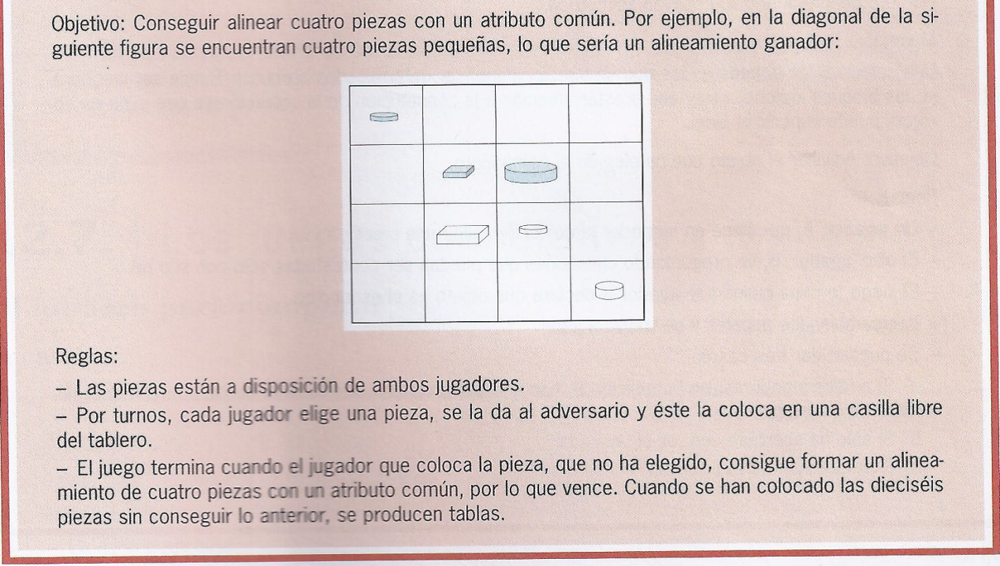 Objetivo: Conseguir alinear cuatro piezas con un atributo común. Por ejemplo, en la diagonal de la si-
guiente figura se encuentran cuatro piezas pequeñas, lo que sería un alineamiento ganador:
Reglas:
– Las piezas están a disposición de ambos jugadores.
– Por turnos, cada jugador elige una pieza, se la da al adversario y éste la coloca en una casilla libre
del tablero.
– El juego termina cuando el jugador que coloca la pieza, que no ha elegido, consigue formar un alinea-
miento de cuatro piezas con un atributo común, por lo que vence. Cuando se han colocado las dieciséis
piezas sin conseguir lo anterior, se producen tablas.